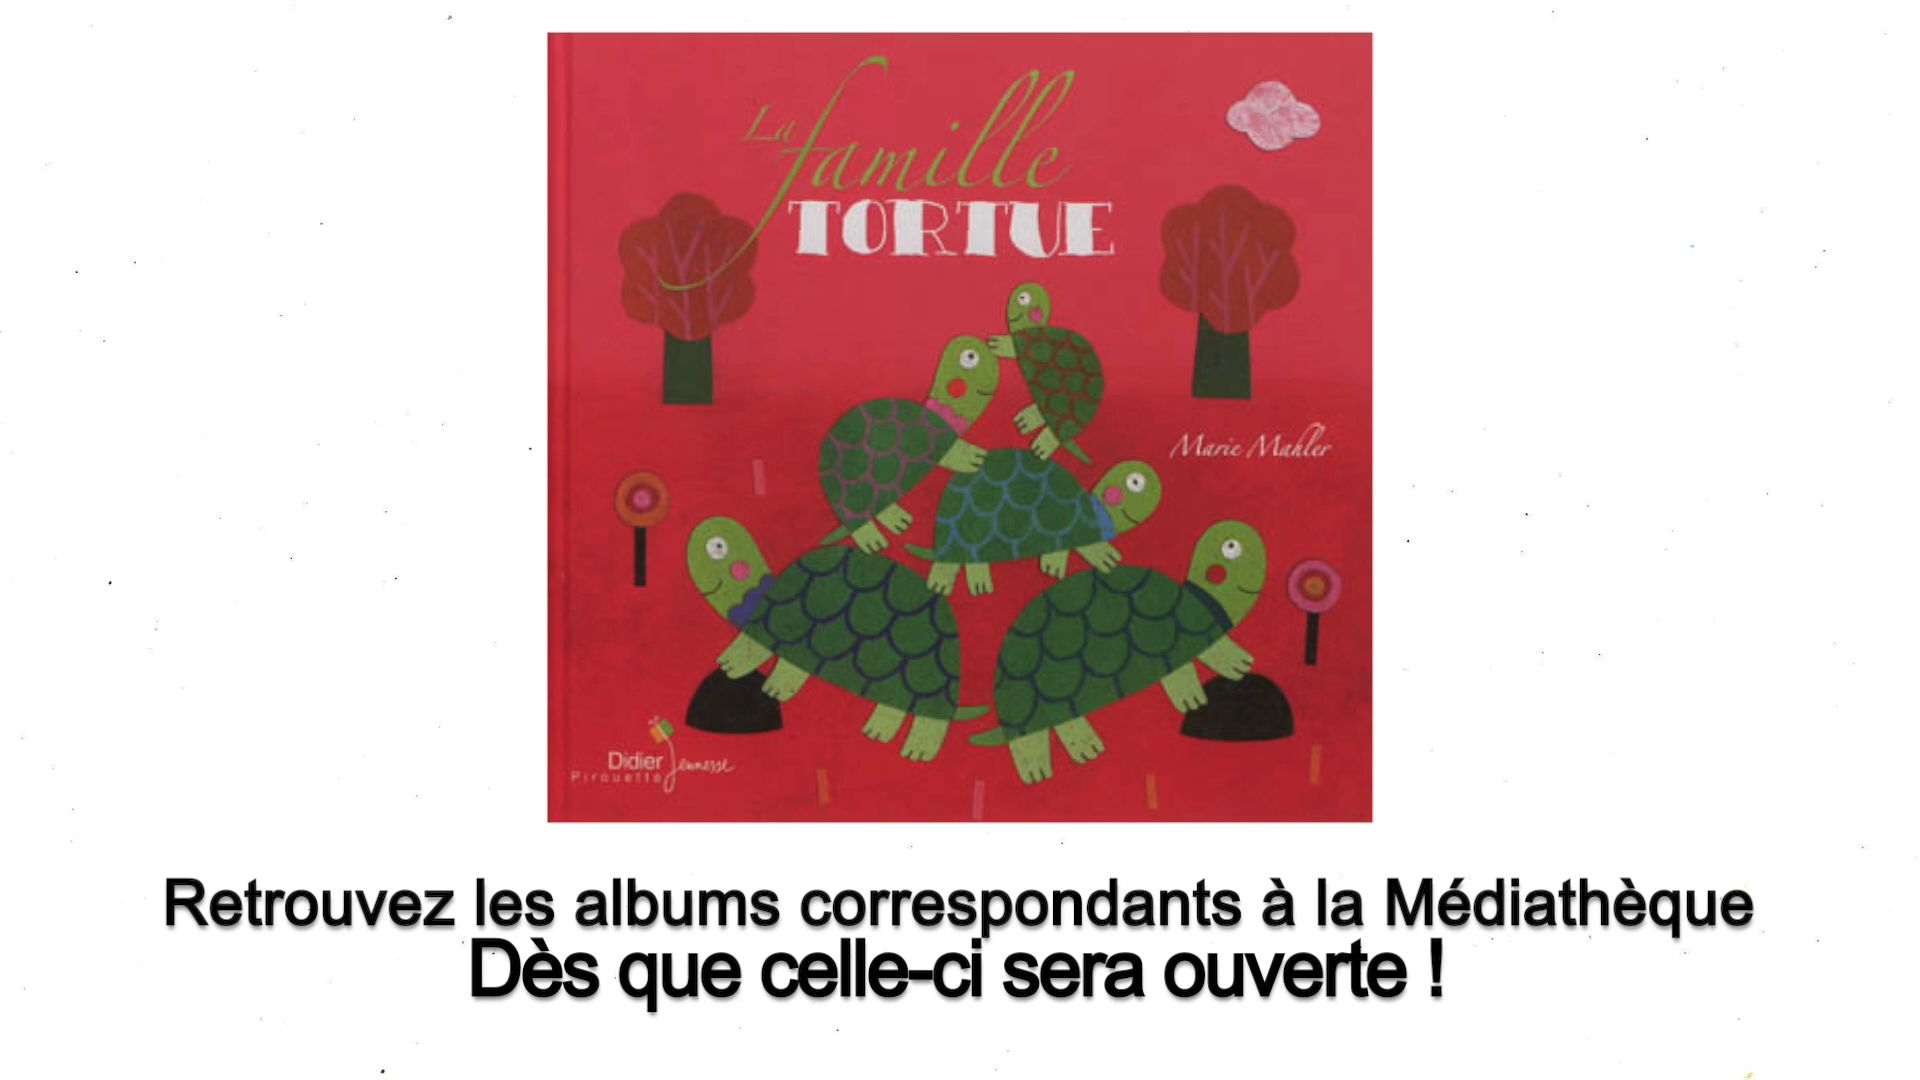 La
famille
TORTUE
Marie Mahler
Didier Jeunesse
Pirouette
Retrouvez les albums correspondants à la Médiathèque
Dès que celle-ci sera ouverte !